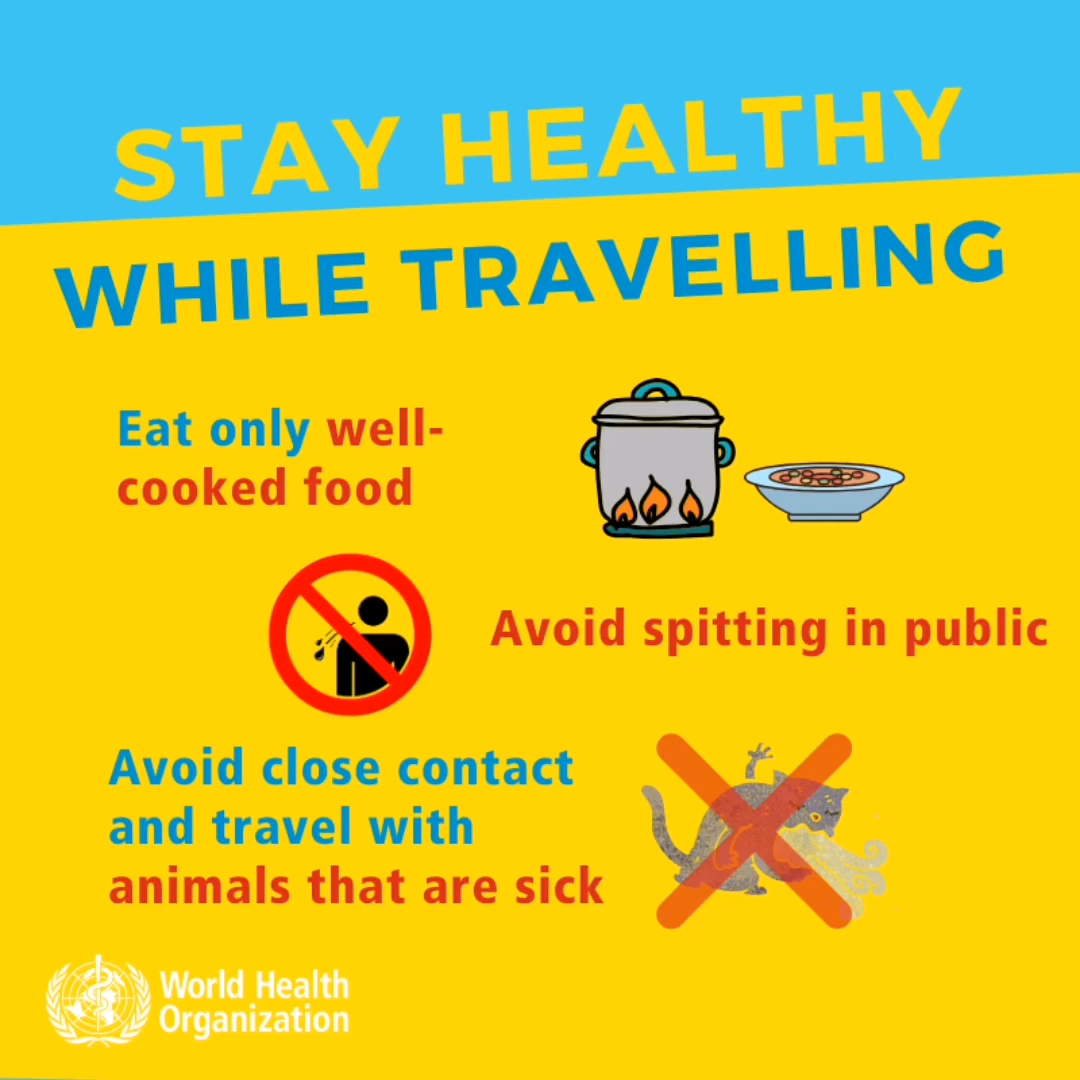 STAY HEALTHY
WHILE TRAVELLING
Eat only well-
cooked food
Avoid spitting in public
Avoid close contact
and travel with
animals that are sick
World Health
Organization